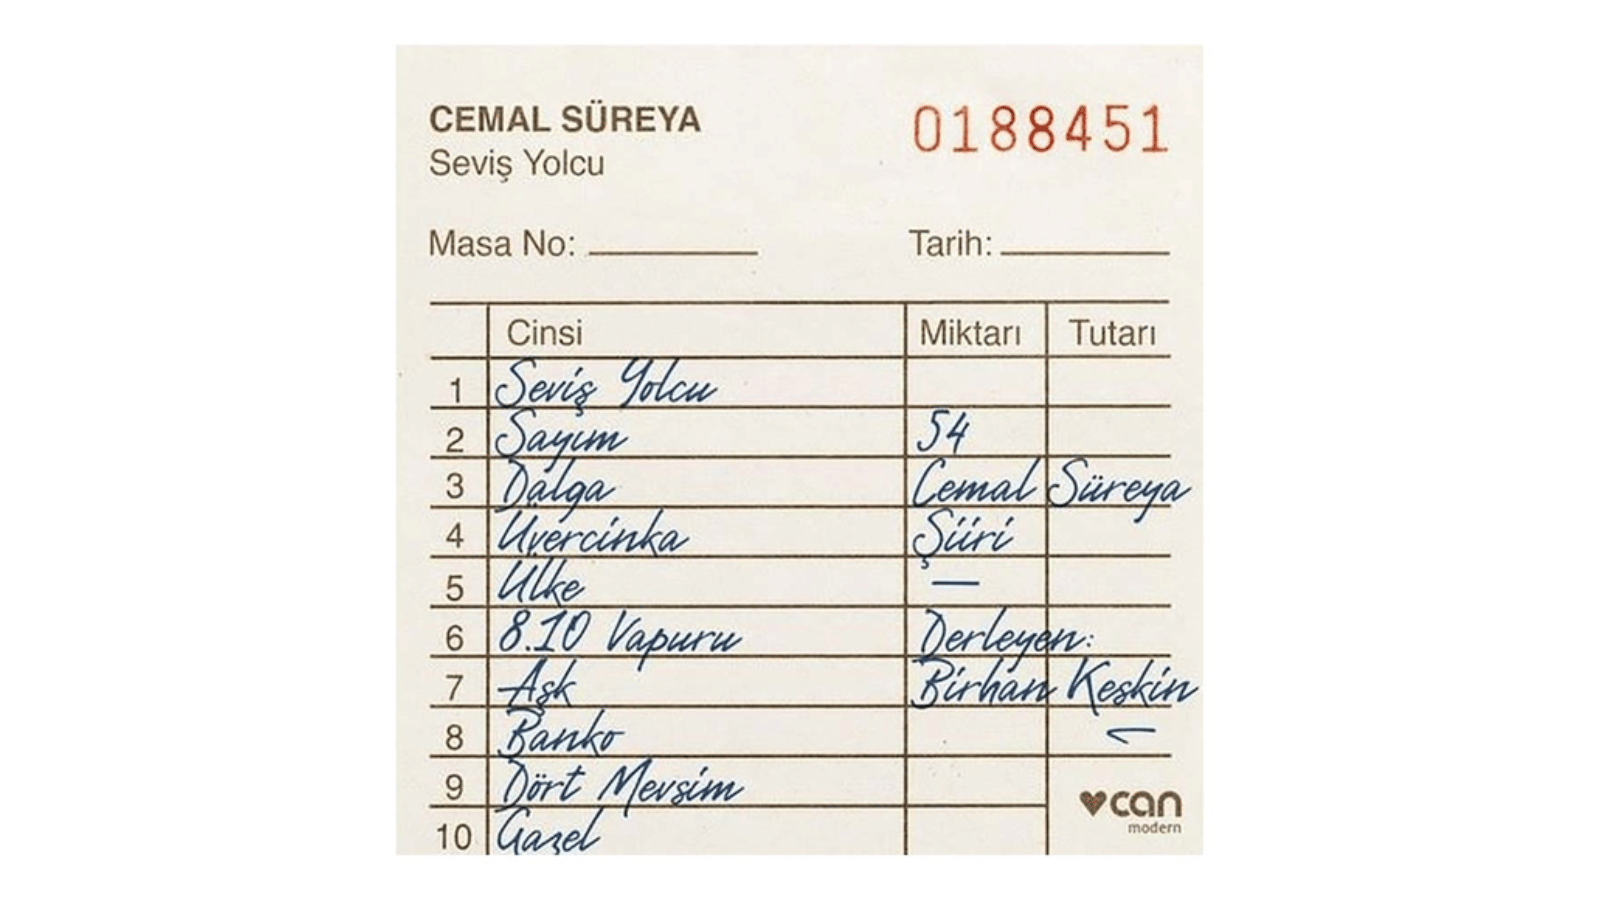 CEMAL SÜREYA 0188451
Seviş Yolcu
Masa No: Tarih:
Cinsi Miktarı Tutarı
1 Seviş Yolcu
2 Sayım 54
3 Dalga Cemal Süreya
4 Üvercinka Şiiri
5 Ülke —
6 8.10 Vapuru Derleyen:
7 Aşk Birhan Keskin
8 Banko
9 Dört Mevsim
can
modern
10 Gazel